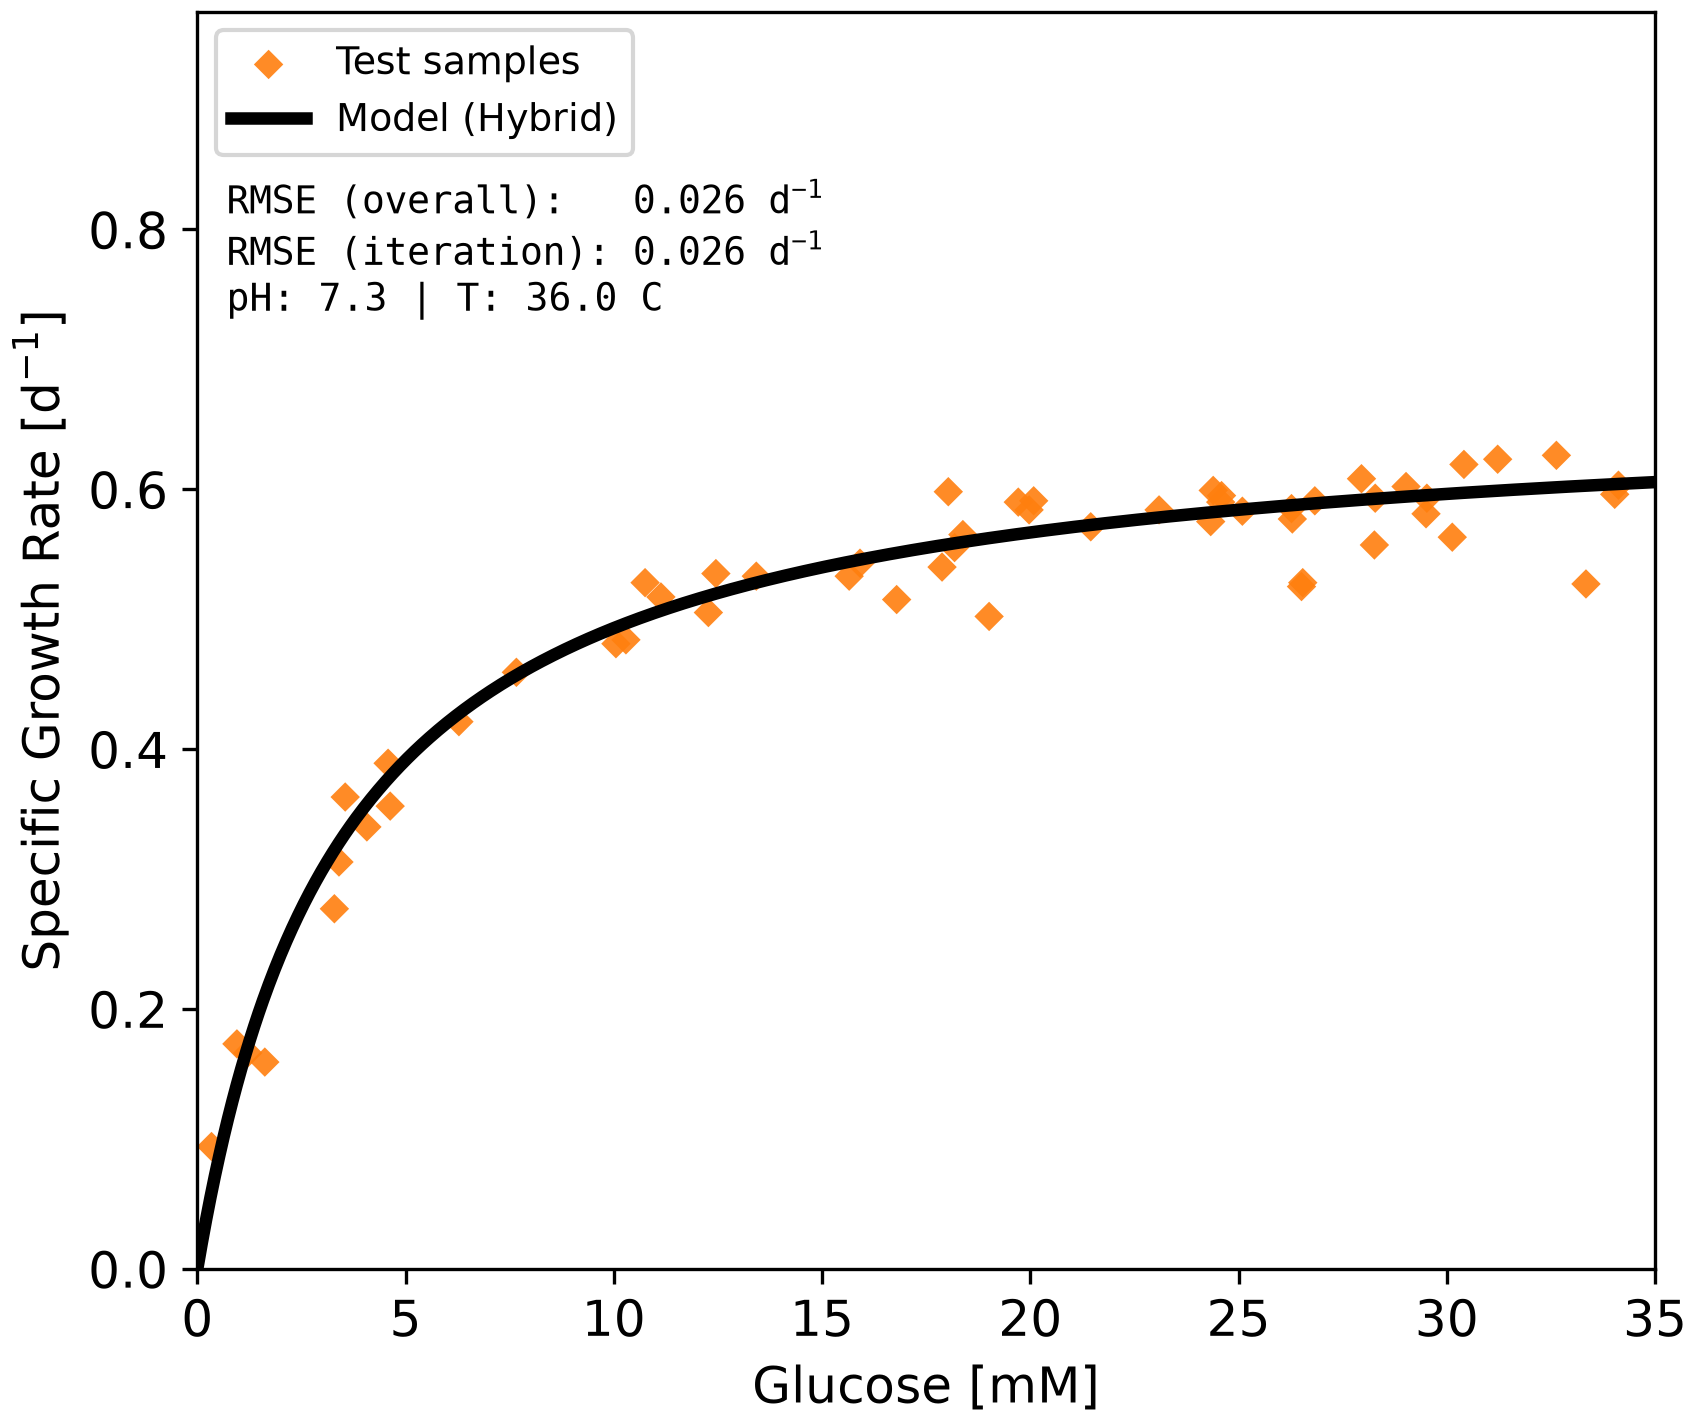 Test samples
Model (Hybrid)
RMSE (overall):   0.026 d⁻¹
RMSE (iteration): 0.026 d⁻¹
pH: 7.3 | T: 36.0 C
0.8
0.6
0.4
0.2
0.0
Specific Growth Rate [d⁻¹]
0 5 10 15 20 25 30 35
Glucose [mM]